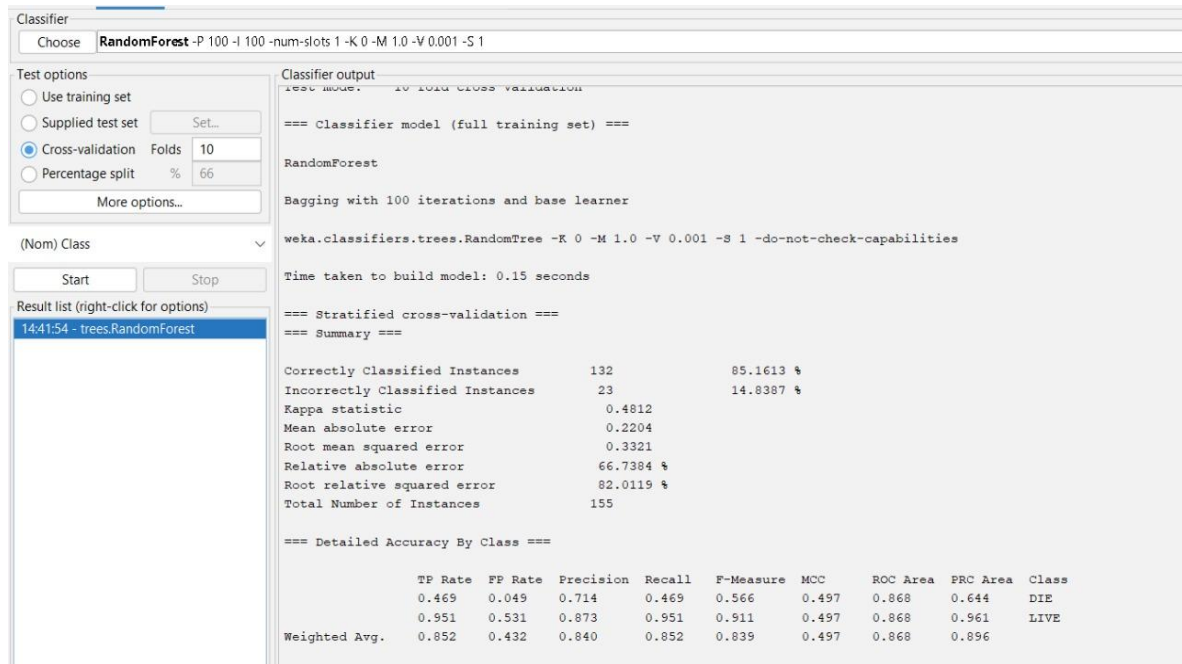 Classifier
Choose RandomForest -P 100 -I 100 -num-slots 1 -K 0 -M 1.0 -V 0.001 -S 1
Test options
Use training set
Supplied test set Set...
Cross-validation Folds 10
Percentage split % 66
More options...
(Nom) Class
Start Stop
Result list (right-click for options)
14:41:54 - trees.RandomForest
Classifier output
Test mode: 10-fold cross-validation
=== Classifier model (full training set) ===
RandomForest
Bagging with 100 iterations and base learner
weka.classifiers.trees.RandomTree -K 0 -M 1.0 -V 0.001 -S 1 -do-not-check-capabilities
Time taken to build model: 0.15 seconds
=== Stratified cross-validation ===
=== Summary ===
Correctly Classified Instances 132 85.1613 %
Incorrectly Classified Instances 23 14.8387 %
Kappa statistic 0.4812
Mean absolute error 0.2204
Root mean squared error 0.3321
Relative absolute error 66.7384 %
Root relative squared error 82.0119 %
Total Number of Instances 155
=== Detailed Accuracy By Class ===
TP Rate FP Rate Precision Recall F-Measure MCC ROC Area PRC Area Class
0.469 0.049 0.714 0.469 0.566 0.497 0.868 0.644 DIE
0.951 0.531 0.873 0.951 0.911 0.497 0.868 0.961 LIVE
Weighted Avg. 0.852 0.432 0.840 0.852 0.839 0.497 0.868 0.896